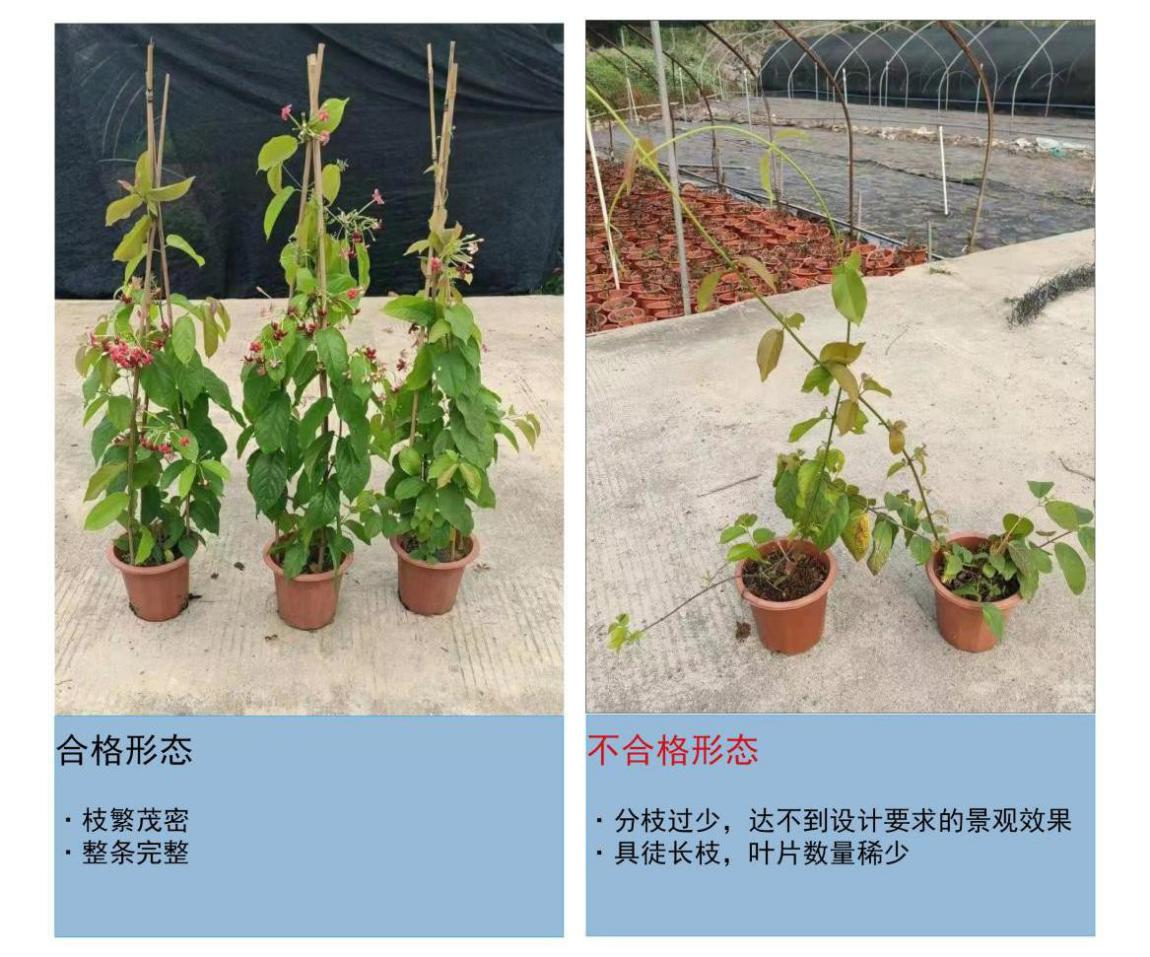 合格形态
· 枝繁茂密
· 整条完整
不合格形态
· 分枝过少，达不到设计要求的景观效果
· 具徒长枝，叶片数量稀少